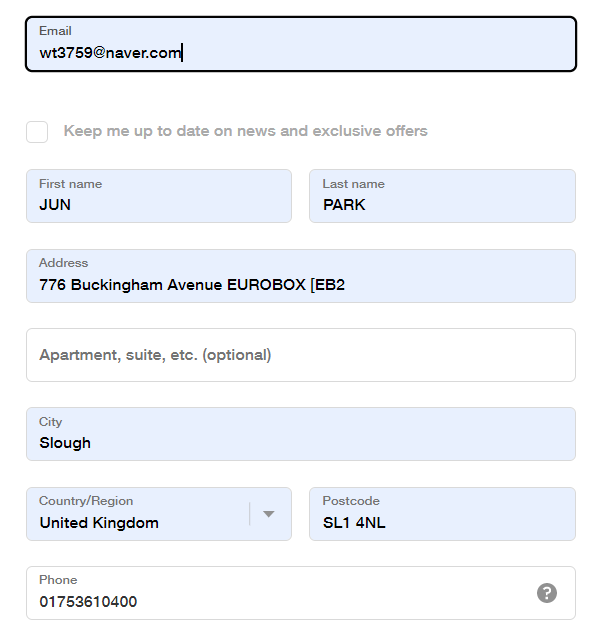 Email
wt3759@naver.com
Keep me up to date on news and exclusive offers
First name
JUN
Last name
PARK
Address
776 Buckingham Avenue EUROBOX [EB2
Apartment, suite, etc. (optional)
City
Slough
Country/Region
United Kingdom
Postcode
SL1 4NL
Phone
01753610400
?